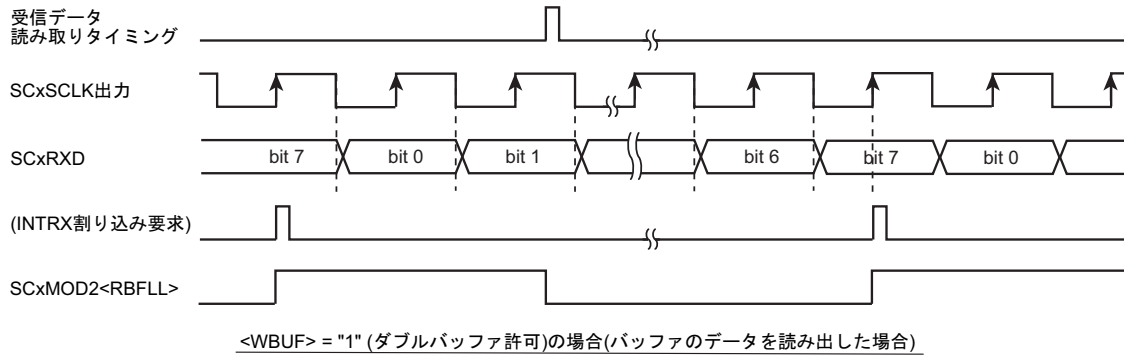 受信データ
読み取りタイミング
SCxSCLK出力
SCxRXD
bit 7 bit 0 bit 1 bit 6 bit 7 bit 0
(INTRX割り込み要求)
SCxMOD2<RBFLL>
<WBUF> = "1" (ダブルバッファ許可)の場合(バッファのデータを読み出した場合)